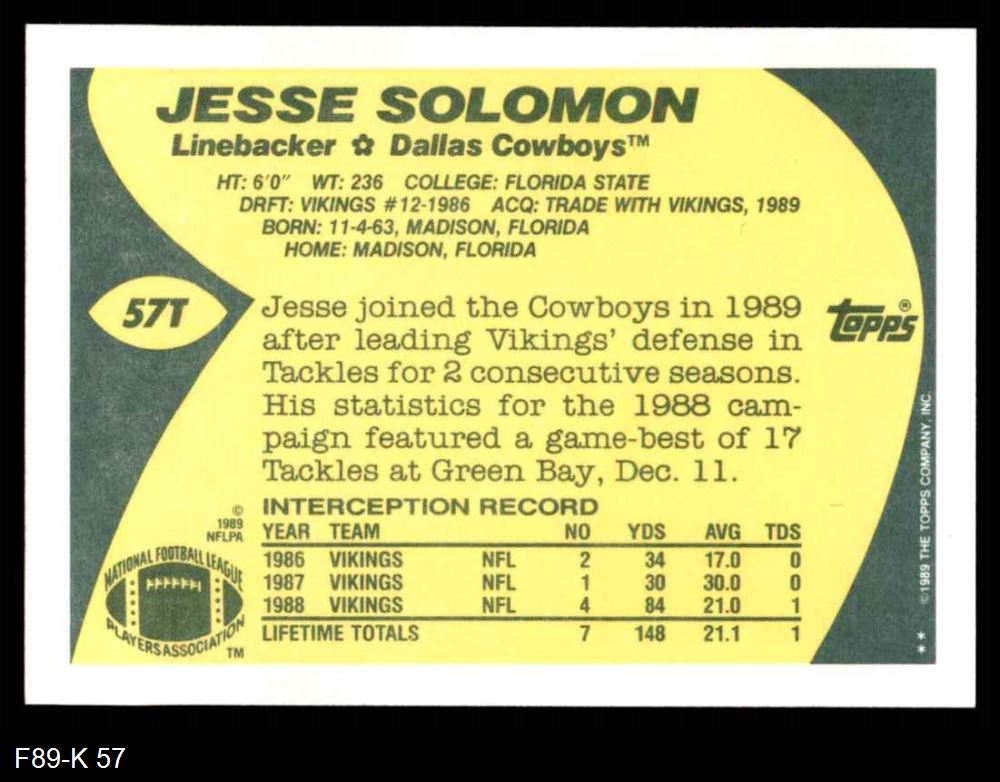 JESSE SOLOMON
Linebacker ✿ Dallas Cowboys™
HT: 6'0" WT: 236 COLLEGE: FLORIDA STATE
DRFT: VIKINGS #12-1986 ACQ: TRADE WITH VIKINGS, 1989
BORN: 11-4-63, MADISON, FLORIDA
HOME: MADISON, FLORIDA
57T
Jesse joined the Cowboys in 1989
after leading Vikings' defense in
Tackles for 2 consecutive seasons.
His statistics for the 1988 cam-
paign featured a game-best of 17
Tackles at Green Bay, Dec. 11.
topps®
INTERCEPTION RECORD
YEAR TEAM NO YDS AVG TDS
1986 VIKINGS NFL 2 34 17.0 0
1987 VIKINGS NFL 1 30 30.0 0
1988 VIKINGS NFL 4 84 21.0 1
LIFETIME TOTALS 7 148 21.1 1
©
1989
NFLPA
NATIONAL FOOTBALL LEAGUE
PLAYERS ASSOCIATION
TM
©1989 THE TOPPS COMPANY, INC.
**
F89-K 57